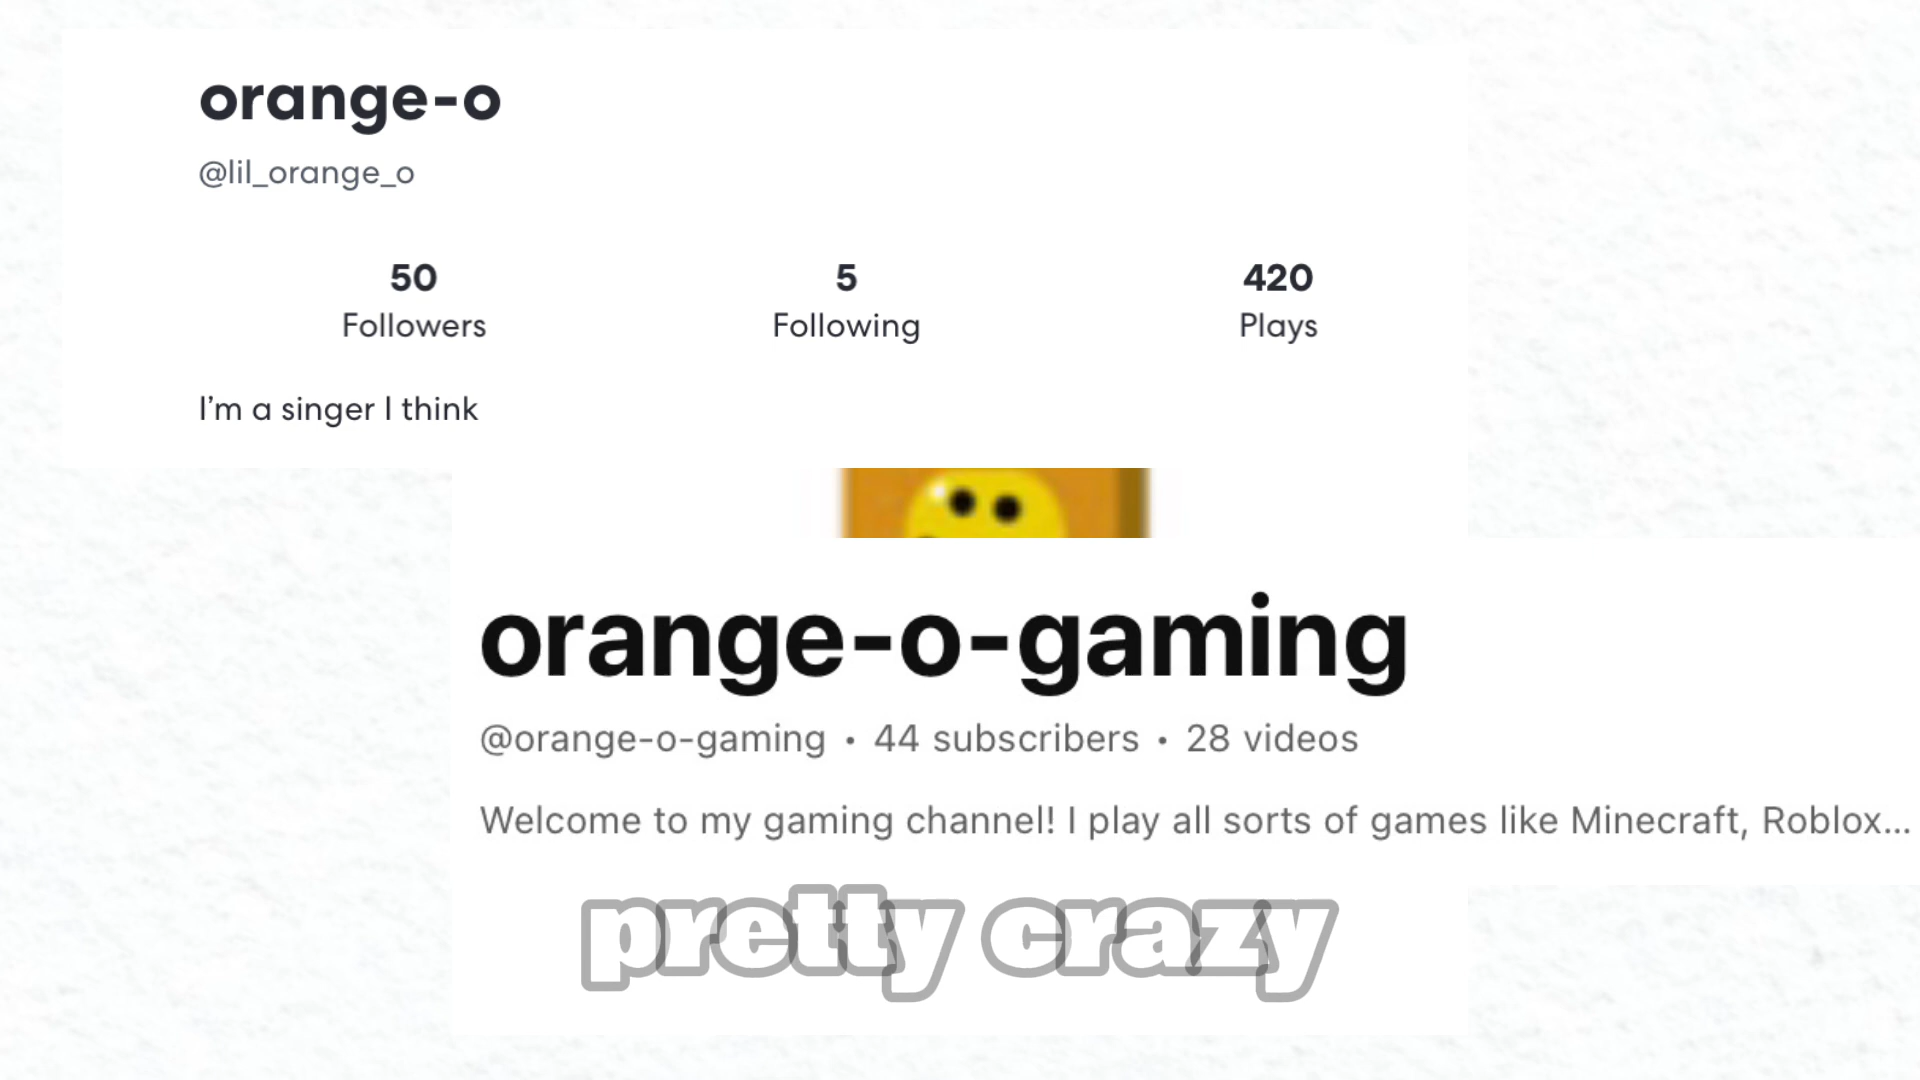 orange-o
@lil_orange_o
50 5 420
Followers Following Plays
I’m a singer I think
orange-o-gaming
@orange-o-gaming • 44 subscribers • 28 videos
Welcome to my gaming channel! I play all sorts of games like Minecraft, Roblox...
pretty crazy